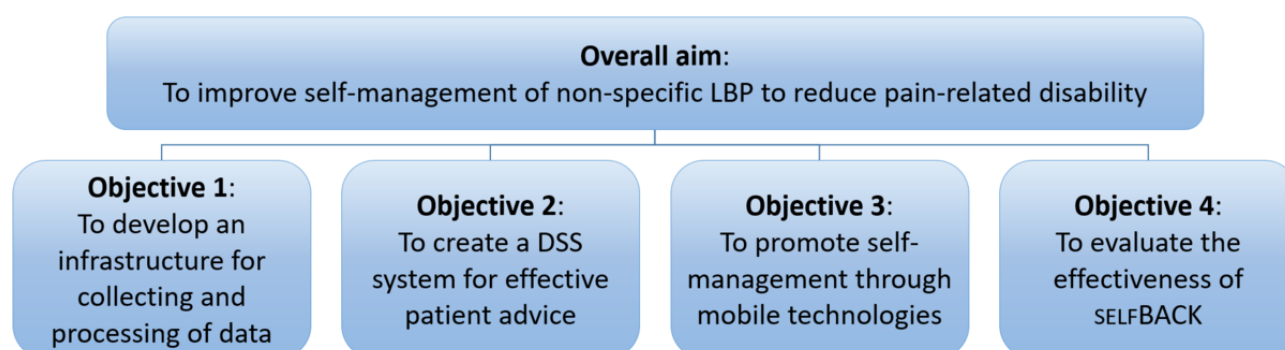 Overall aim:
To improve self-management of non-specific LBP to reduce pain-related disability
Objective 1:
To develop an
infrastructure for
collecting and
processing of data
Objective 2:
To create a DSS
system for effective
patient advice
Objective 3:
To promote self-
management through
mobile technologies
Objective 4:
To evaluate the
effectiveness of
SELFBACK